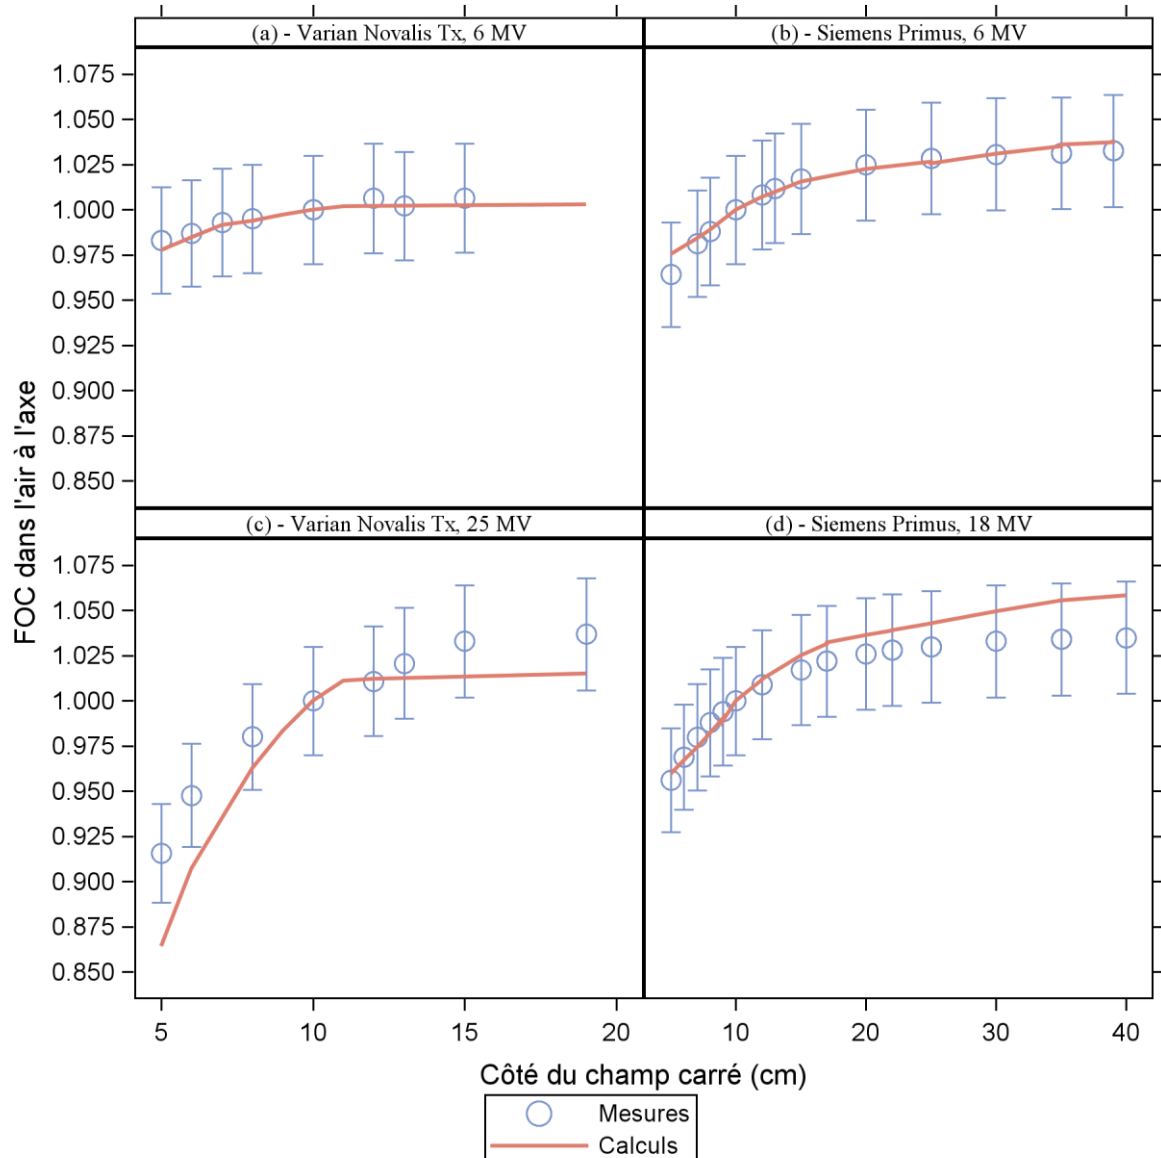 (a) - Varian Novalis Tx, 6 MV
(b) - Siemens Primus, 6 MV
1.075
1.050
1.025
1.000
0.975
0.950
0.925
0.900
0.875
0.850
(c) - Varian Novalis Tx, 25 MV
(d) - Siemens Primus, 18 MV
1.075
1.050
1.025
1.000
0.975
0.950
0.925
0.900
0.875
0.850
FOC dans l'air à l'axe
5 10 15 20
10 20 30 40
Côté du champ carré (cm)
Mesures
Calculs